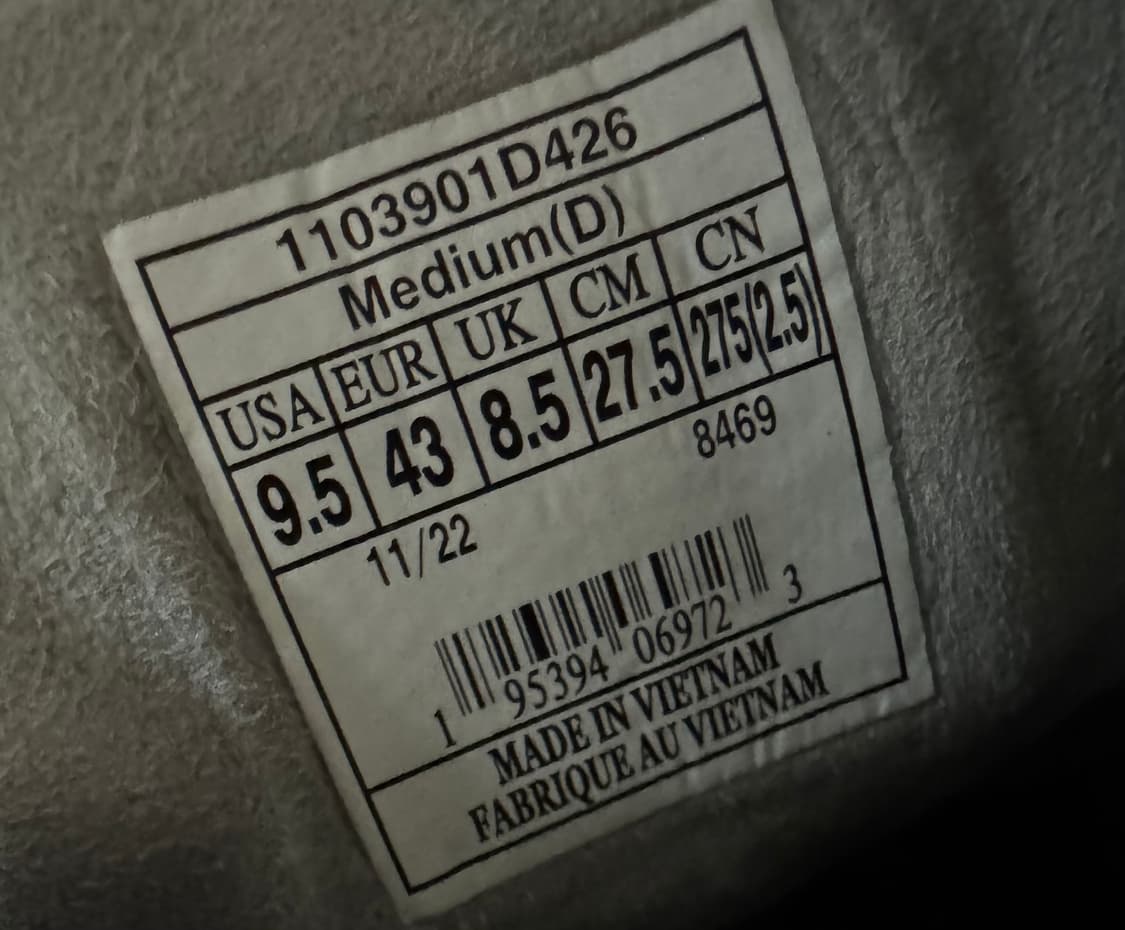 1103901D426
Medium(D)
USA EUR UK CM CN
9.5 43 8.5 27.5 275(2.5)
11/22 8469
1 95394 06972 3
MADE IN VIETNAM
FABRIQUE AU VIETNAM